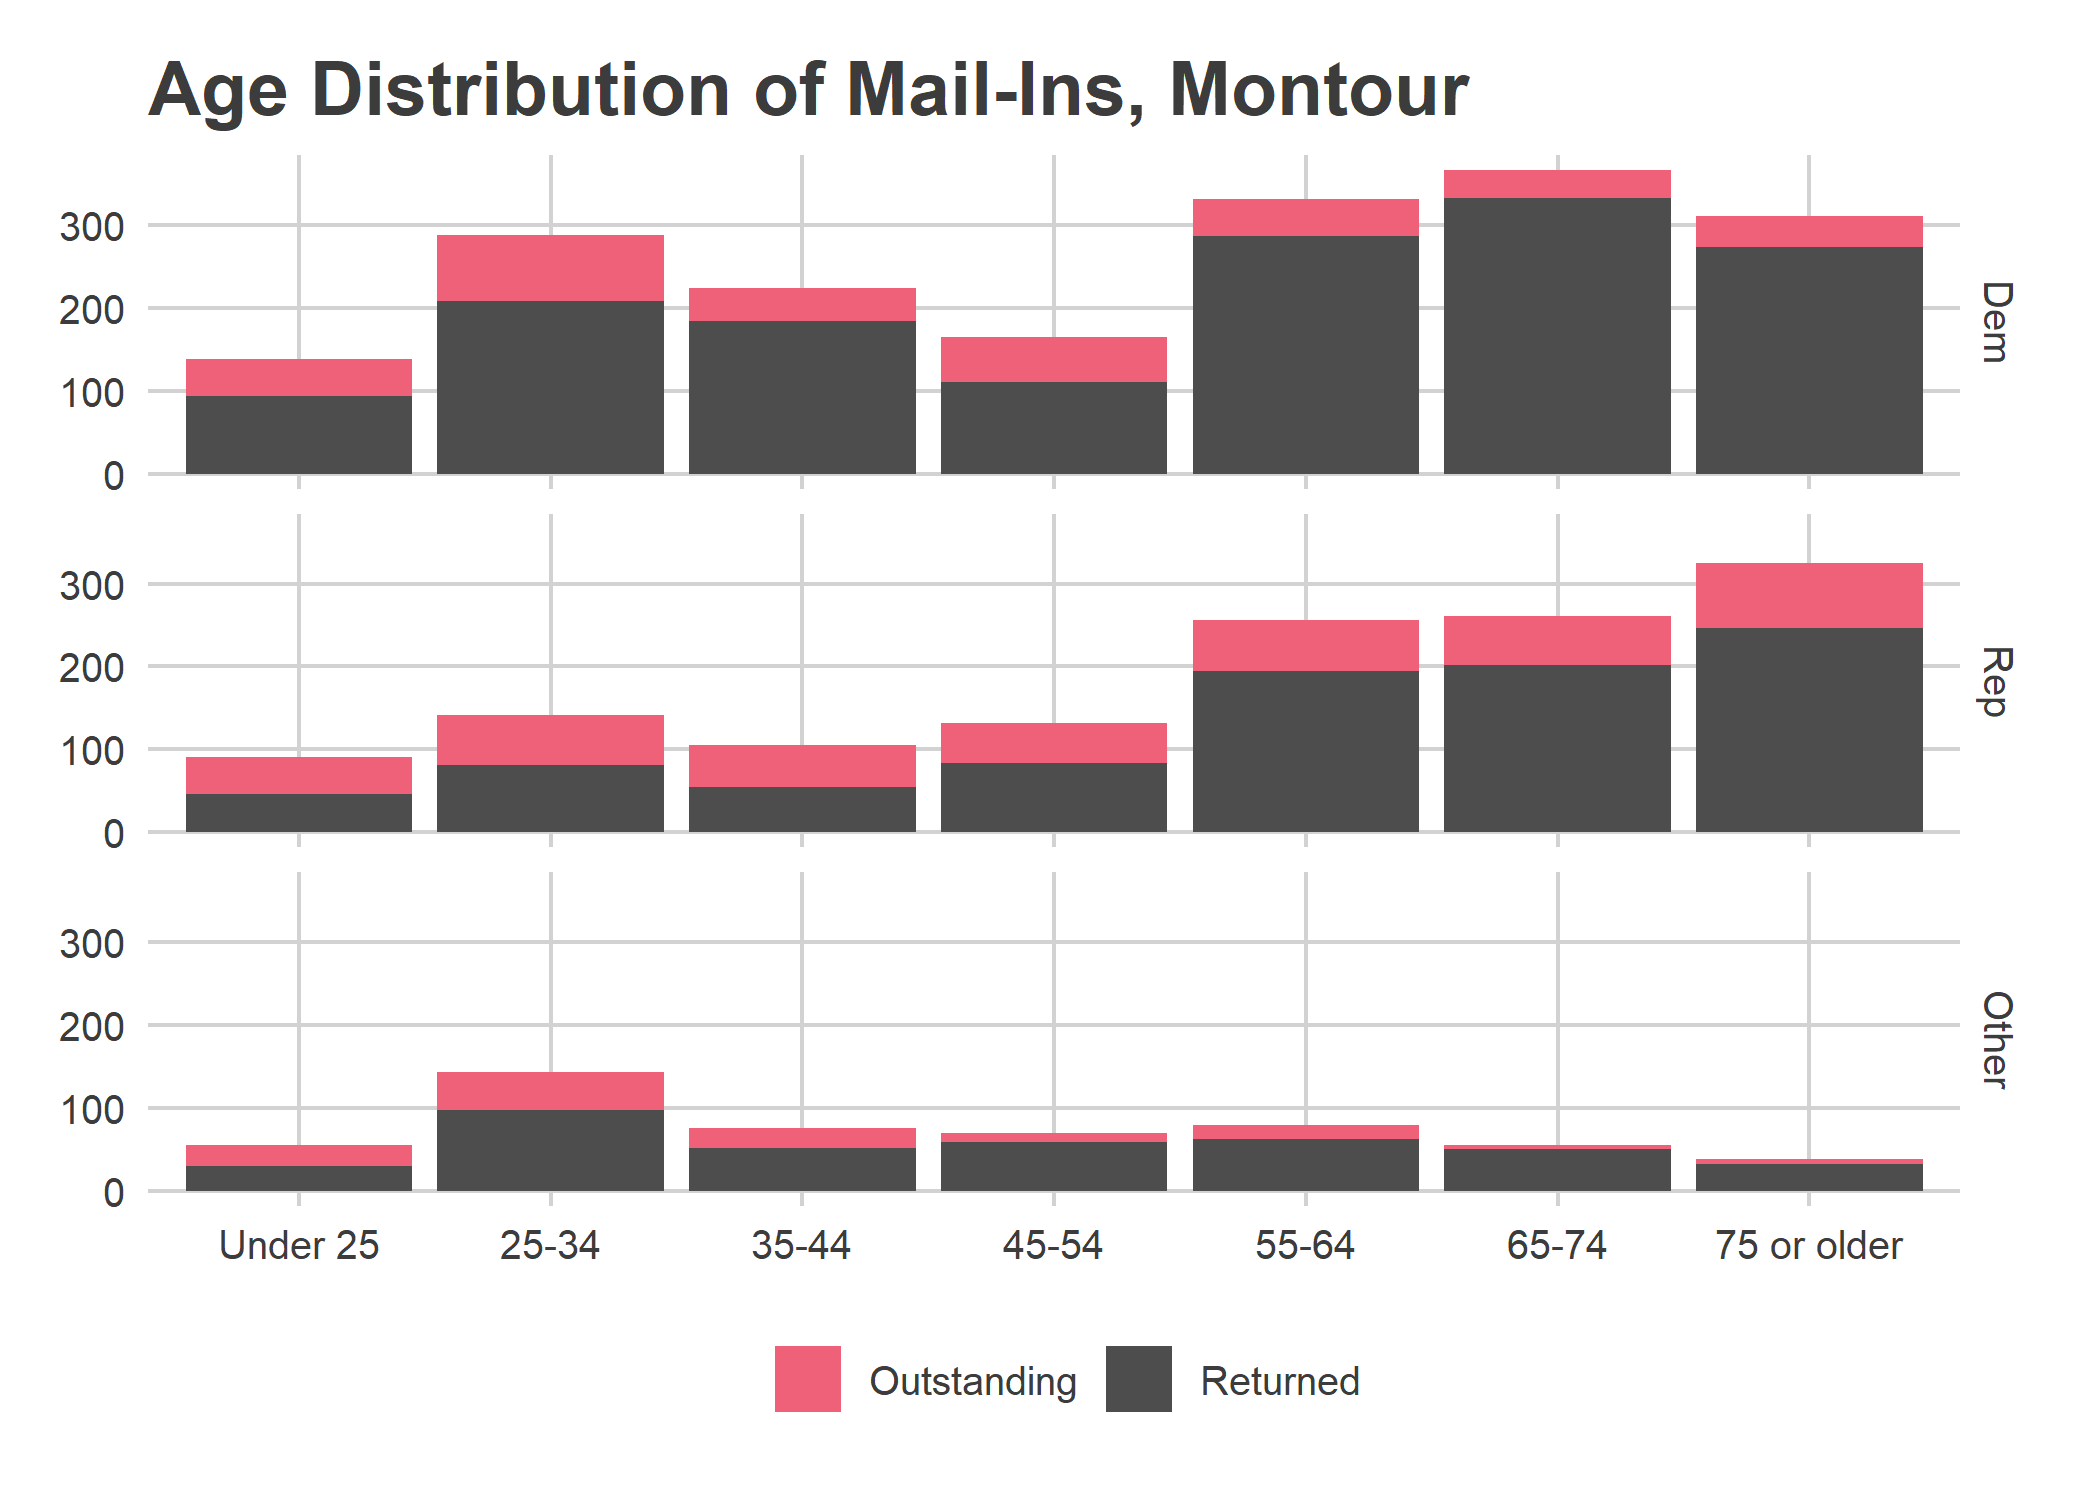 Age Distribution of Mail-Ins, Montour
300
200
100
0
Dem
300
200
100
0
Rep
300
200
100
0
Other
Under 25 25-34 35-44 45-54 55-64 65-74 75 or older
Outstanding Returned